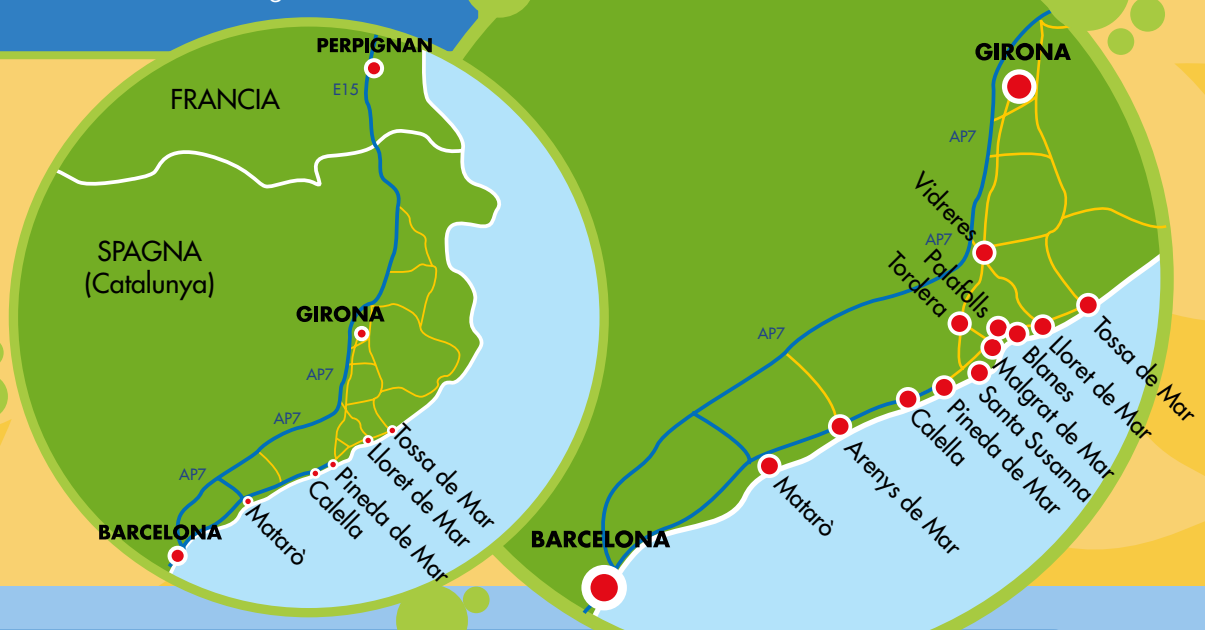 PERPIGNAN
E15
FRANCIA
SPAGNA
(Catalunya)
GIRONA
AP7
AP7
AP7
BARCELONA
Tossa de Mar
Lloret de Mar
Pineda de Mar
Calella
Matarò
GIRONA
AP7
Vidreres
AP7
Palafolls
Tordera
AP7
Tossa de Mar
Lloret de Mar
Blanes
Malgrat de Mar
Santa Susanna
Pineda de Mar
Calella
Arenys de Mar
Matarò
BARCELONA